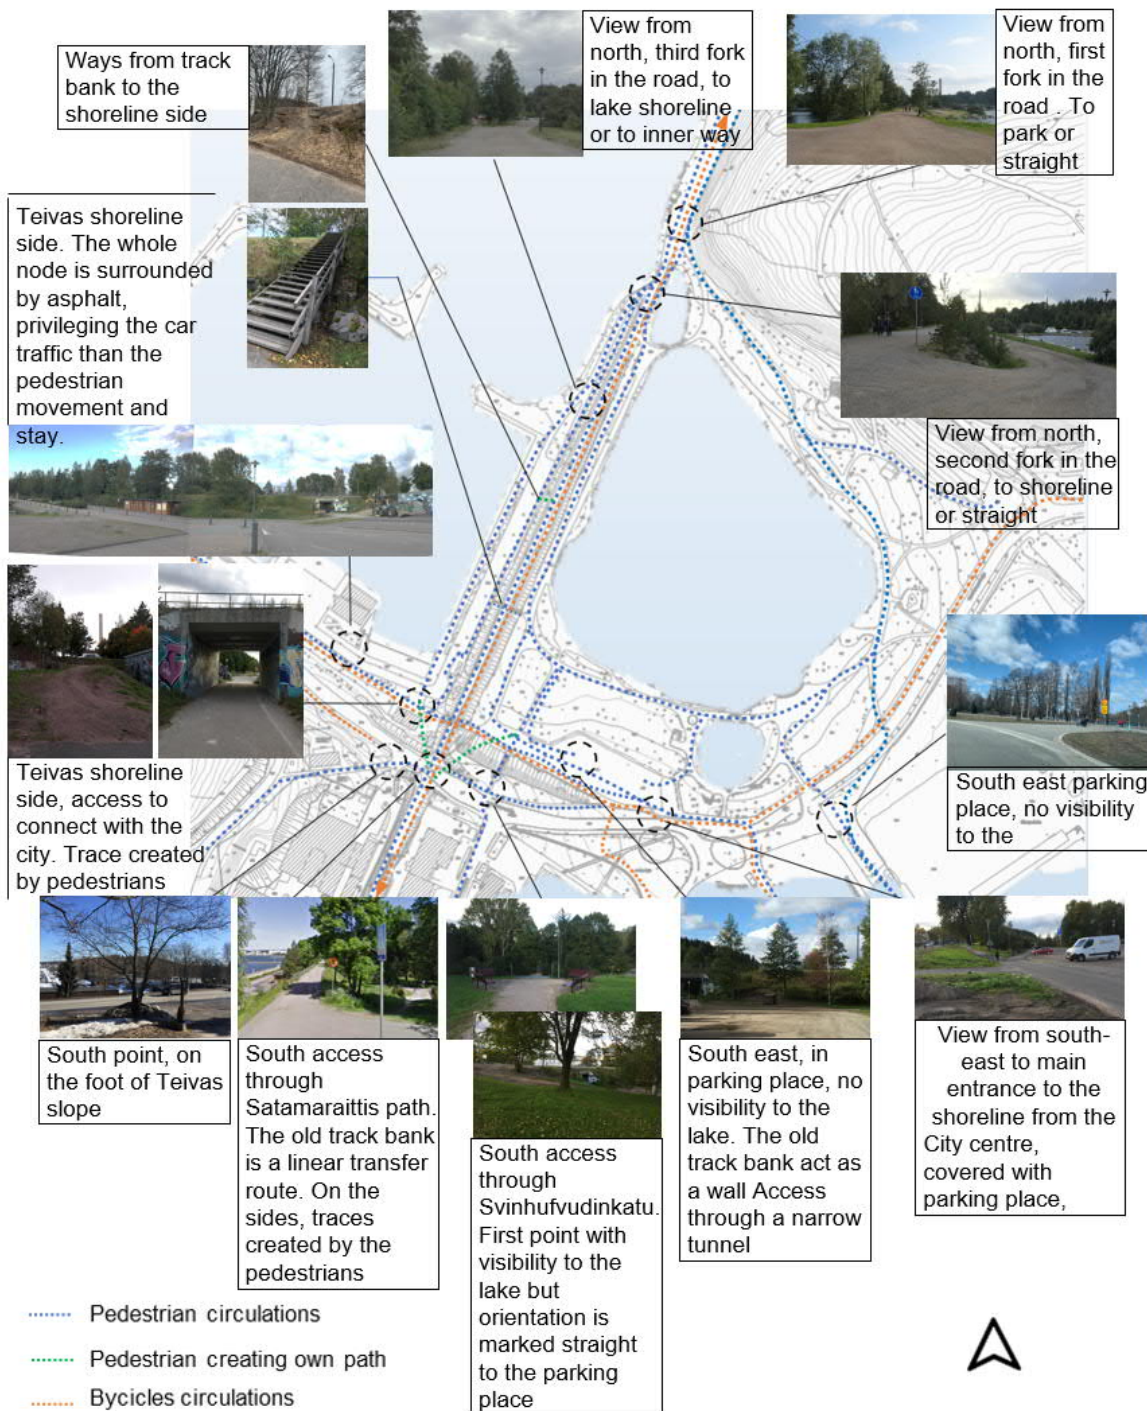 Ways from track
bank to the
shoreline side
View from
north, third fork
in the road, to
lake shoreline
or to inner way
View from
north, first
fork in the
road . To
park or
straight
Teivas shoreline
side. The whole
node is surrounded
by asphalt,
privileging the car
traffic than the
pedestrian
movement and
stay.
View from north,
second fork in the
road, to shoreline
or straight
South east parking
place, no visibility
to the
Teivas shoreline
side, access to
connect with the
city. Trace created
by pedestrians
South point, on
the foot of Teivas
slope
South access
through
Satamaraittis path.
The old track bank
is a linear transfer
route. On the
sides, traces
created by the
pedestrians
South access
through
Svinhufvudinkatu.
First point with
visibility to the
lake but
orientation is
marked straight
to the parking
place
South east, in
parking place, no
visibility to the
lake. The old
track bank act as
a wall Access
through a narrow
tunnel
View from south-
east to main
entrance to the
shoreline from the
City centre,
covered with
parking place,
Pedestrian circulations
Pedestrian creating own path
Bycicles circulations